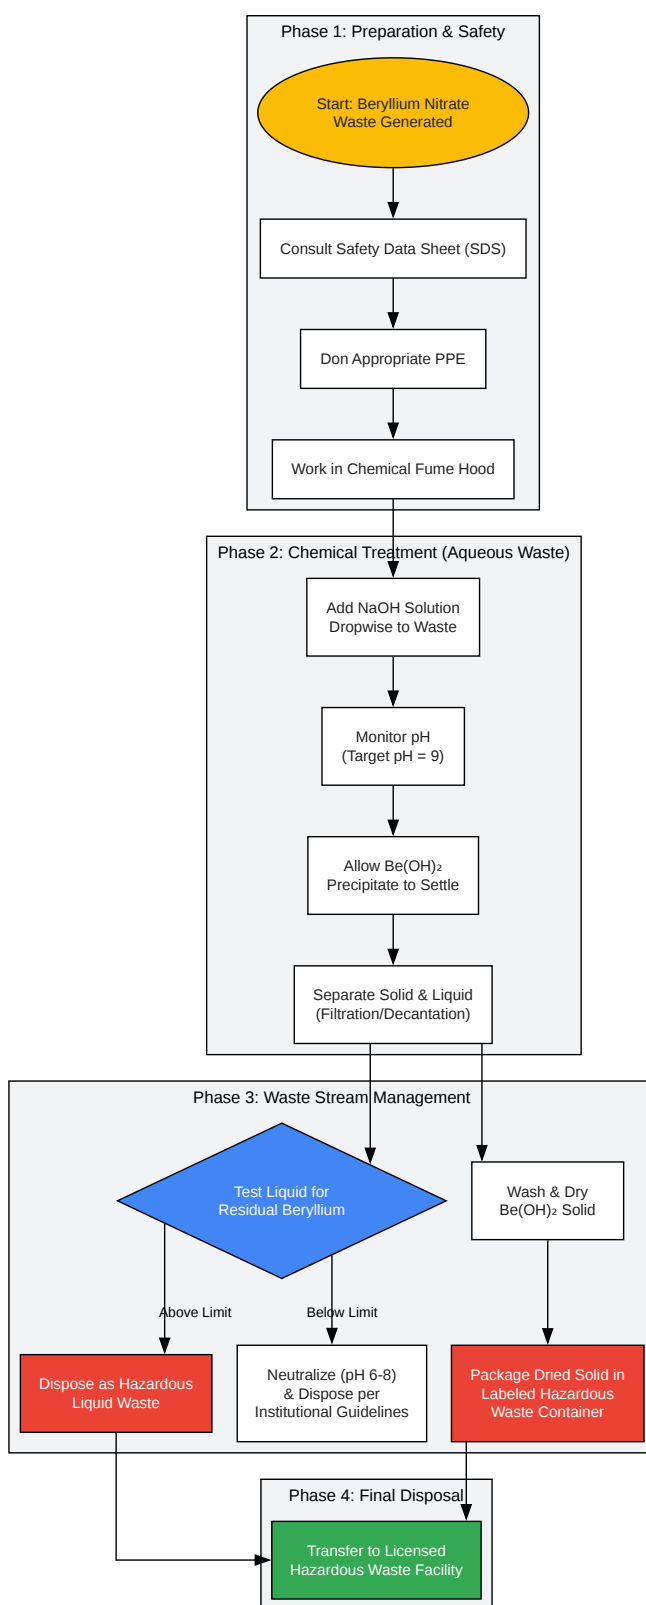 Phase 1: Preparation & Safety
Start: Beryllium Nitrate
Waste Generated
Consult Safety Data Sheet (SDS)
Don Appropriate PPE
Work in Chemical Fume Hood
Phase 2: Chemical Treatment (Aqueous Waste)
Add NaOH Solution
Dropwise to Waste
Monitor pH
(Target pH = 9)
Allow Be(OH)₂
Precipitate to Settle
Separate Solid & Liquid
(Filtration/Decantation)
Phase 3: Waste Stream Management
Test Liquid for
Residual Beryllium
Wash & Dry
Be(OH)₂ Solid
Above Limit
Below Limit
Dispose as Hazardous
Liquid Waste
Neutralize (pH 6-8)
& Dispose per
Institutional Guidelines
Package Dried Solid in
Labeled Hazardous
Waste Container
Phase 4: Final Disposal
Transfer to Licensed
Hazardous Waste Facility